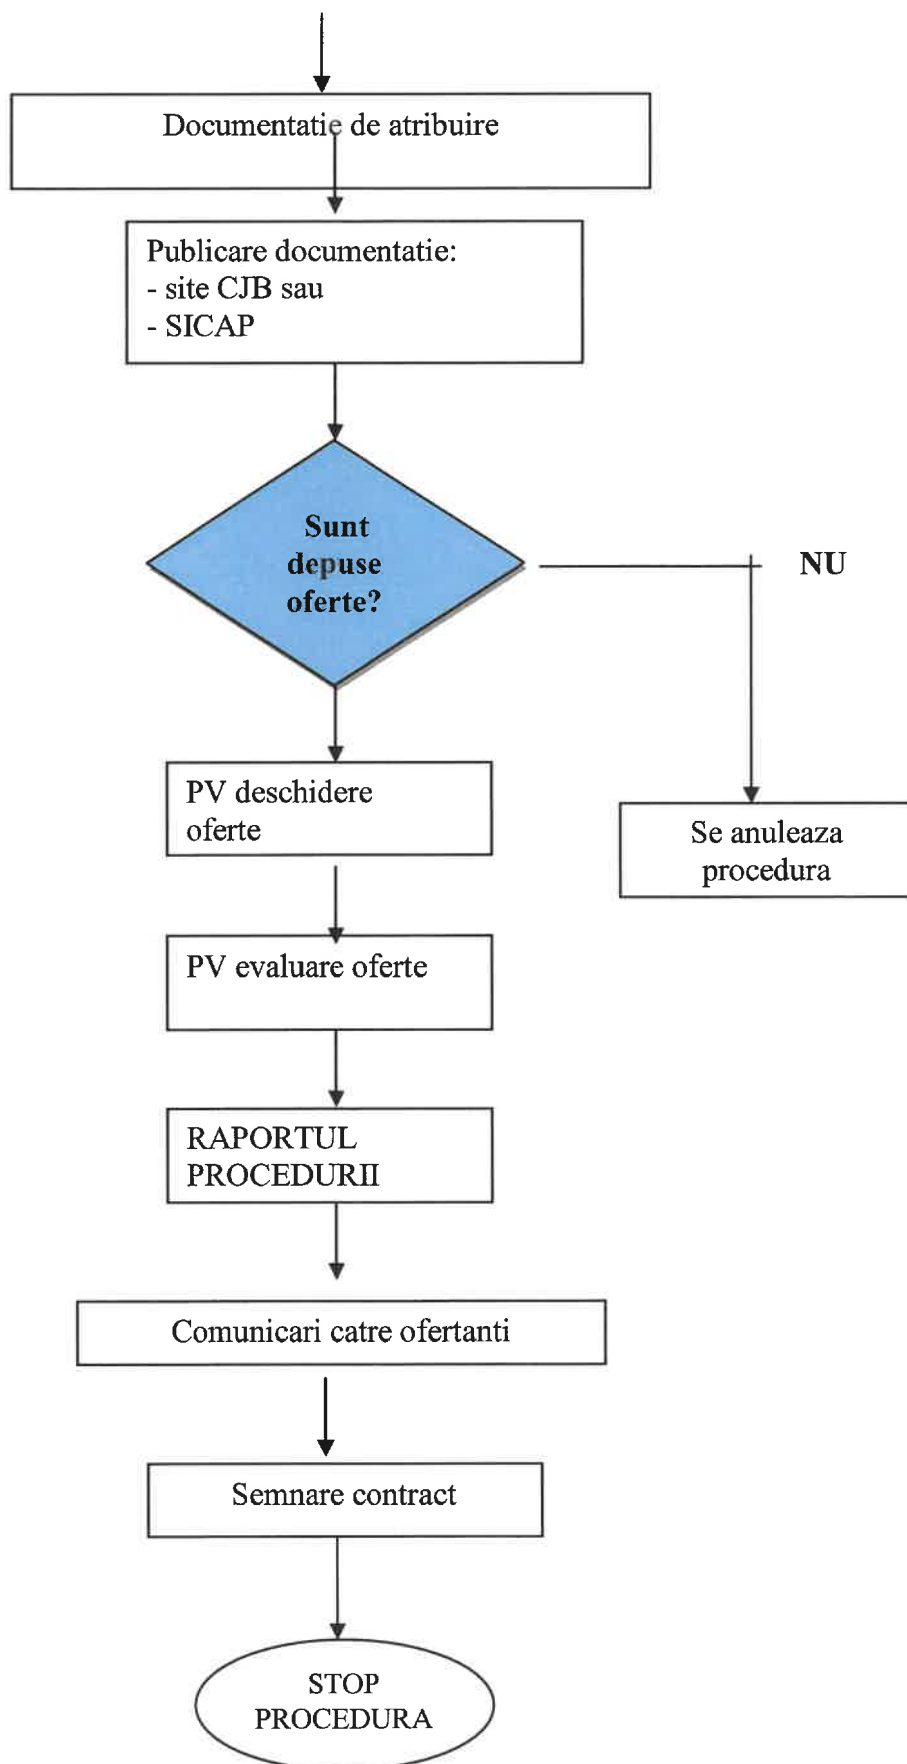 Documentatie de atribuire
Publicare documentatie:
- site CJB sau
- SICAP
Sunt
depuse
oferte?
NU
PV deschidere
oferte
Se anuleaza
procedura
PV evaluare oferte
RAPORTUL
PROCEDURII
Comunicari catre ofertanti
Semnare contract
STOP
PROCEDURA